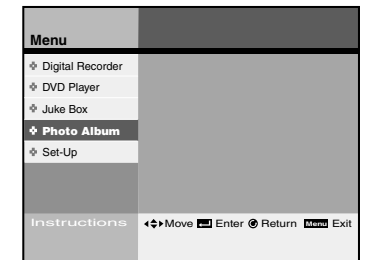 Menu
Digital Recorder
DVD Player
Juke Box
Photo Album
Set-Up
Instructions Move Enter Return Menu Exit